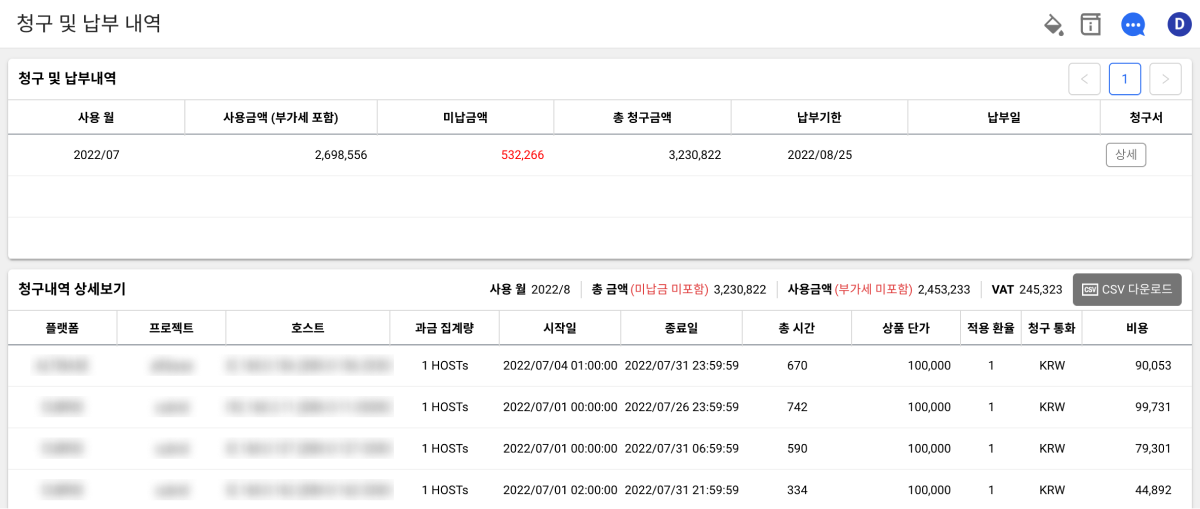 청구 및 납부 내역
D
청구 및 납부내역
< 1 >
사용 월 사용금액 (부가세 포함) 미납금액 총 청구금액 납부기한 납부일 청구서
2022/07 2,698,556 532,266 3,230,822 2022/08/25 상세
청구내역 상세보기 사용 월 2022/8 총 금액(미납금 미포함) 3,230,822 사용금액(부가세 미포함) 2,453,233 VAT 245,323 CSV CSV 다운로드
플랫폼 프로젝트 호스트 과금 집계량 시작일 종료일 총 시간 상품 단가 적용 환율 청구 통화 비용
1 HOSTs 2022/07/04 01:00:00 2022/07/31 23:59:59 670 100,000 1 KRW 90,053
1 HOSTs 2022/07/01 00:00:00 2022/07/26 23:59:59 742 100,000 1 KRW 99,731
1 HOSTs 2022/07/01 00:00:00 2022/07/31 06:59:59 590 100,000 1 KRW 79,301
1 HOSTs 2022/07/01 02:00:00 2022/07/31 21:59:59 334 100,000 1 KRW 44,892